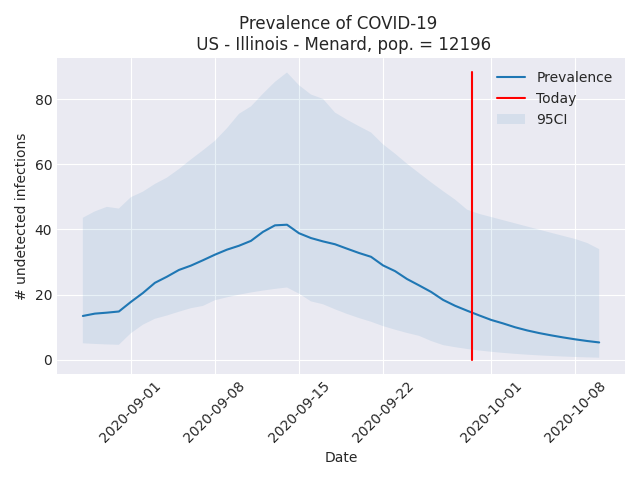 Prevalence of COVID-19
US - Illinois - Menard, pop. = 12196
Prevalence
Today
95CI
# undetected infections
80
60
40
20
0
2020-09-01
2020-09-08
2020-09-15
2020-09-22
2020-10-01
2020-10-08
Date